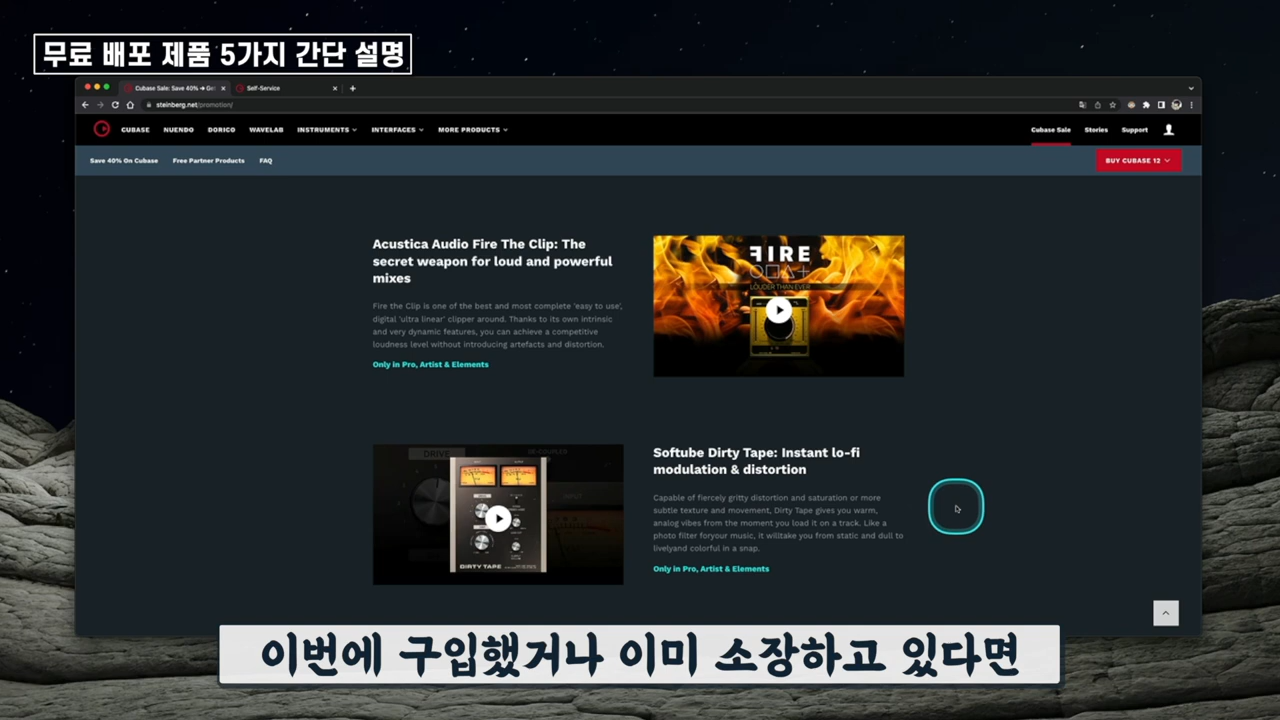 무료 배포 제품 5가지 간단 설명
Cubase Sale: Save 40% → Get
Self-Service
steinberg.net/promotion/
CUBASE NUENDO DORICO WAVELAB INSTRUMENTS INTERFACES MORE PRODUCTS Cubase Sale Stories Support
Save 40% On Cubase Free Partner Products FAQ BUY CUBASE 12
Acustica Audio Fire The Clip: The
secret weapon for loud and powerful
mixes
Fire the Clip is one of the best and most complete 'easy to use',
digital 'ultra linear' clipper around. Thanks to its own intrinsic
and very dynamic features, you can achieve a competitive
loudness level without introducing artefacts and distortion.
Only in Pro, Artist & Elements
FIRE
LOUDER THAN EVER
DRIVE
DIRTY TAPE
Softube Dirty Tape: Instant lo-fi
modulation & distortion
Capable of fiercely gritty distortion and saturation or more
subtle texture and movement, Dirty Tape gives you warm,
analog vibes from the moment you load it on a track. Like a
photo filter foryour music, it willtake you from static and dull to
livelyand colorful in a snap.
Only in Pro, Artist & Elements
이번에 구입했거나 이미 소장하고 있다면